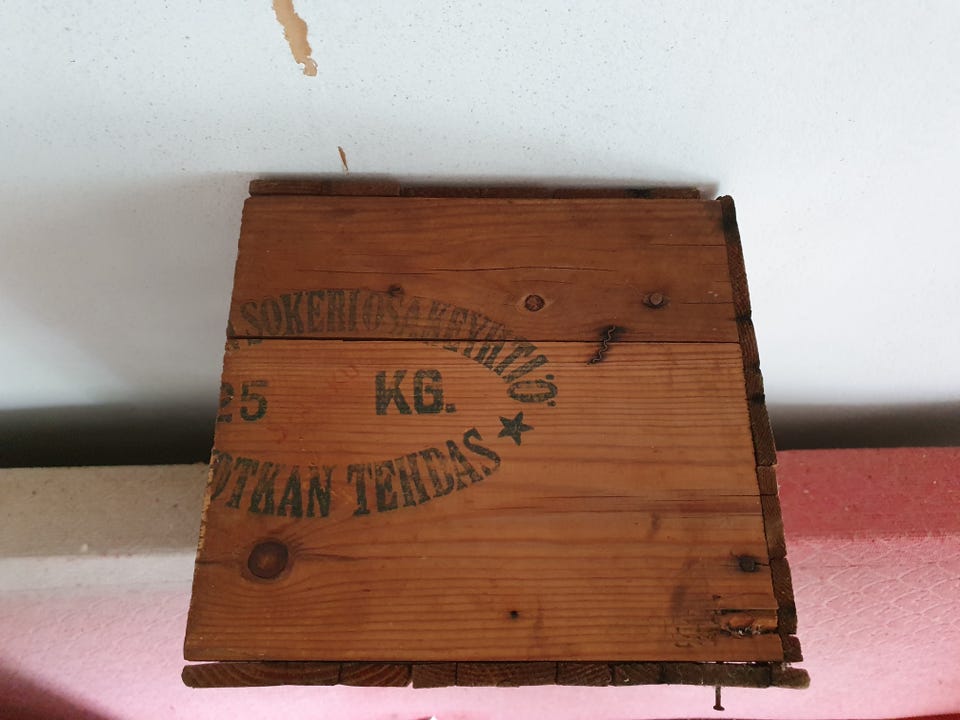 SOKERIOSAKEYHTIÖ
25 KG.
OTKAN TEHDAS